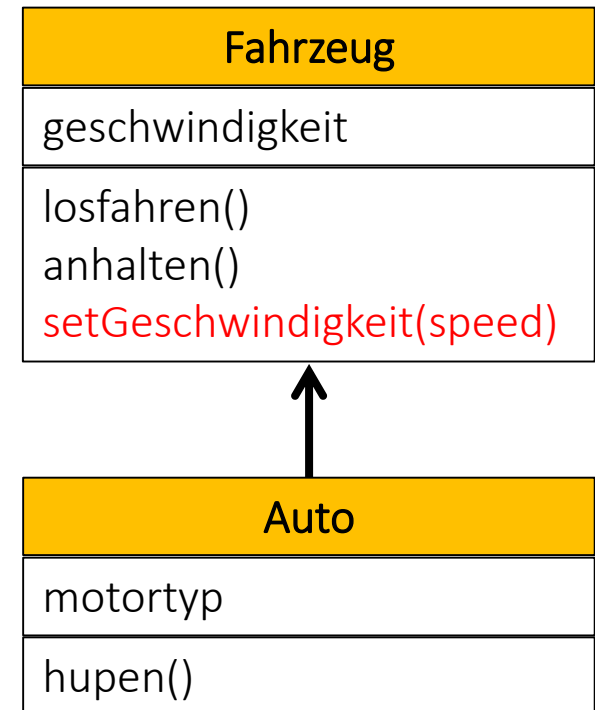 Fahrzeug
geschwindigkeit
losfahren()
anhalten()
setGeschwindigkeit(speed)
Auto
motortyp
hupen()